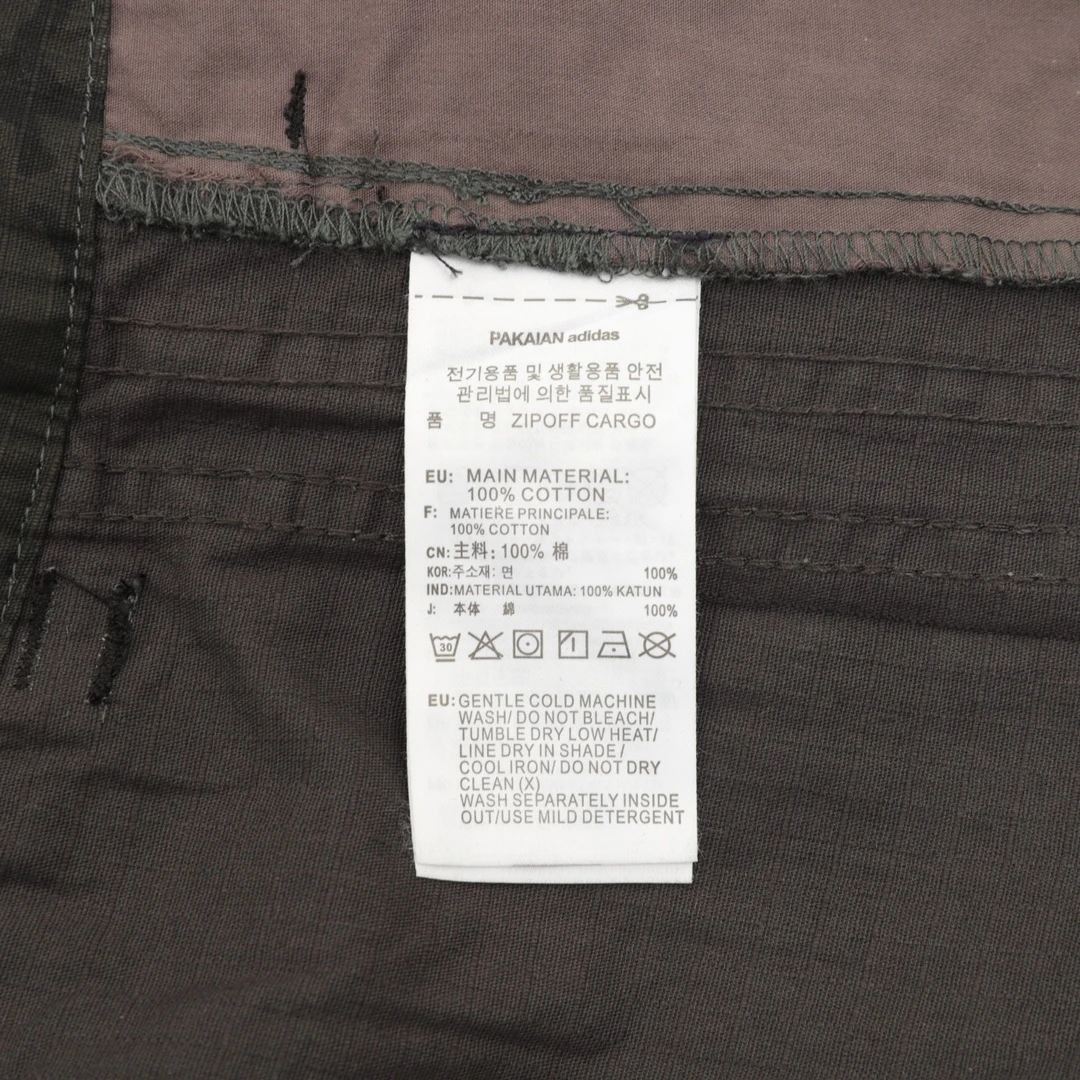 PAKAIAN adidas
전기용품 및 생활용품 안전
관리법에 의한 품질표시
품 명 ZIPOFF CARGO
EU: MAIN MATERIAL:
100% COTTON
F: MATIERE PRINCIPALE:
100% COTTON
CN: 主料: 100% 棉
KOR:주소재: 면 100%
IND:MATERIAL UTAMA: 100% KATUN
J: 本体 綿 100%
30
EU: GENTLE COLD MACHINE
WASH/ DO NOT BLEACH/
TUMBLE DRY LOW HEAT/
LINE DRY IN SHADE /
COOL IRON/ DO NOT DRY
CLEAN (X)
WASH SEPARATELY INSIDE
OUT/USE MILD DETERGENT